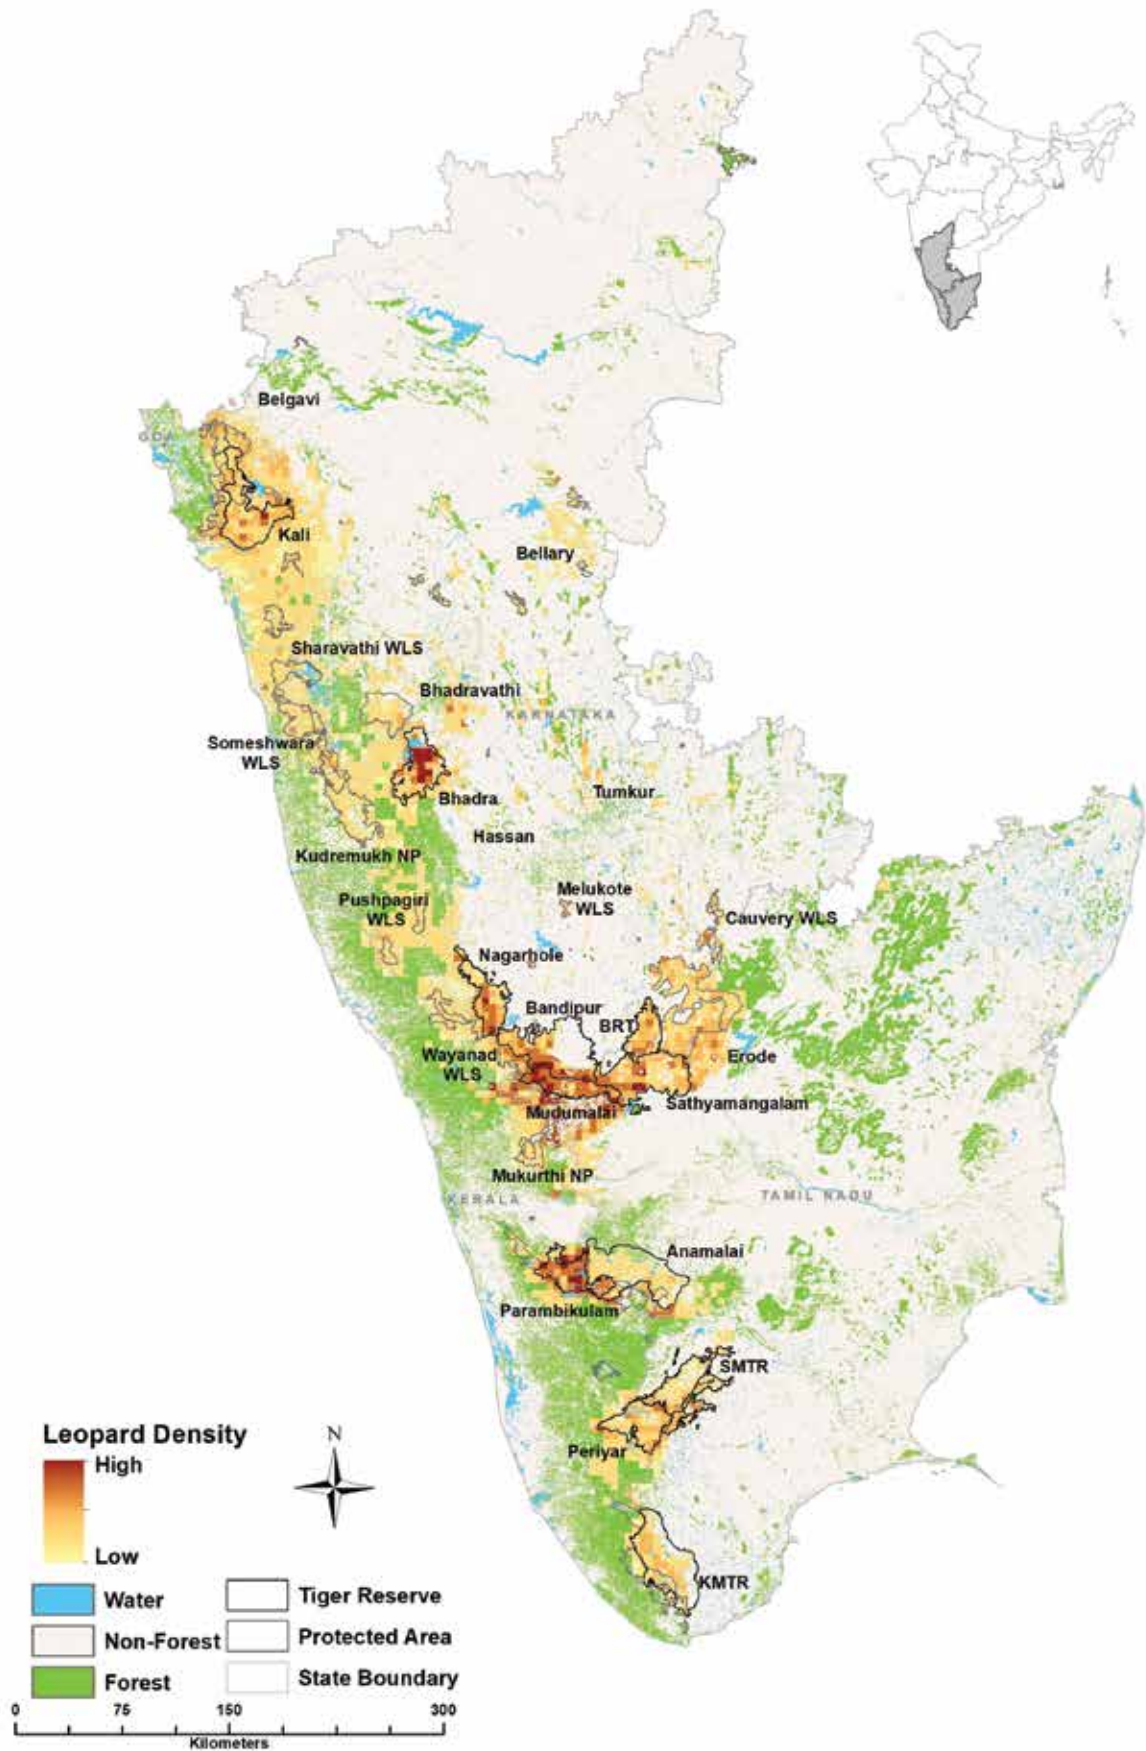 Belgavi
GOA
Kali
Bellary
Sharavathi WLS
Bhadravathi
KARNATAKA
Someshwara
WLS
Tumkur
Bhadra
Hassan
Kudremukh NP
Melukote
WLS
Pushpagiri
WLS
Cauvery WLS
Nagarhole
Bandipur
BRT
Wayanad
WLS
Erode
Sathyamangalam
Mudumalai
Mukurthi NP
KERALA
TAMIL NADU
Anamalai
Parambikulam
SMTR
Periyar
KMTR
Leopard Density
High
Low
N
Water
Non-Forest
Forest
Tiger Reserve
Protected Area
State Boundary
0 75 150 300
Kilometers